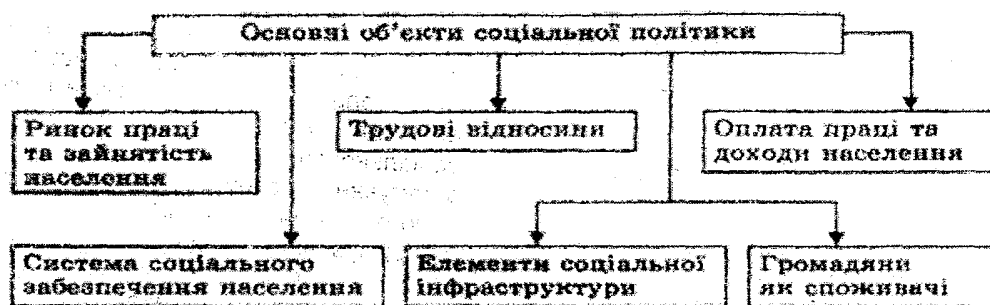 Основні об'єкти соціальної політики
Ринок праці
та зайнятість
населення
Трудові відносини
Оплата праці та
доходи населення
Система соціального
забезпечення населення
Елементи соціальної
інфраструктури
Громадяни
як споживачі